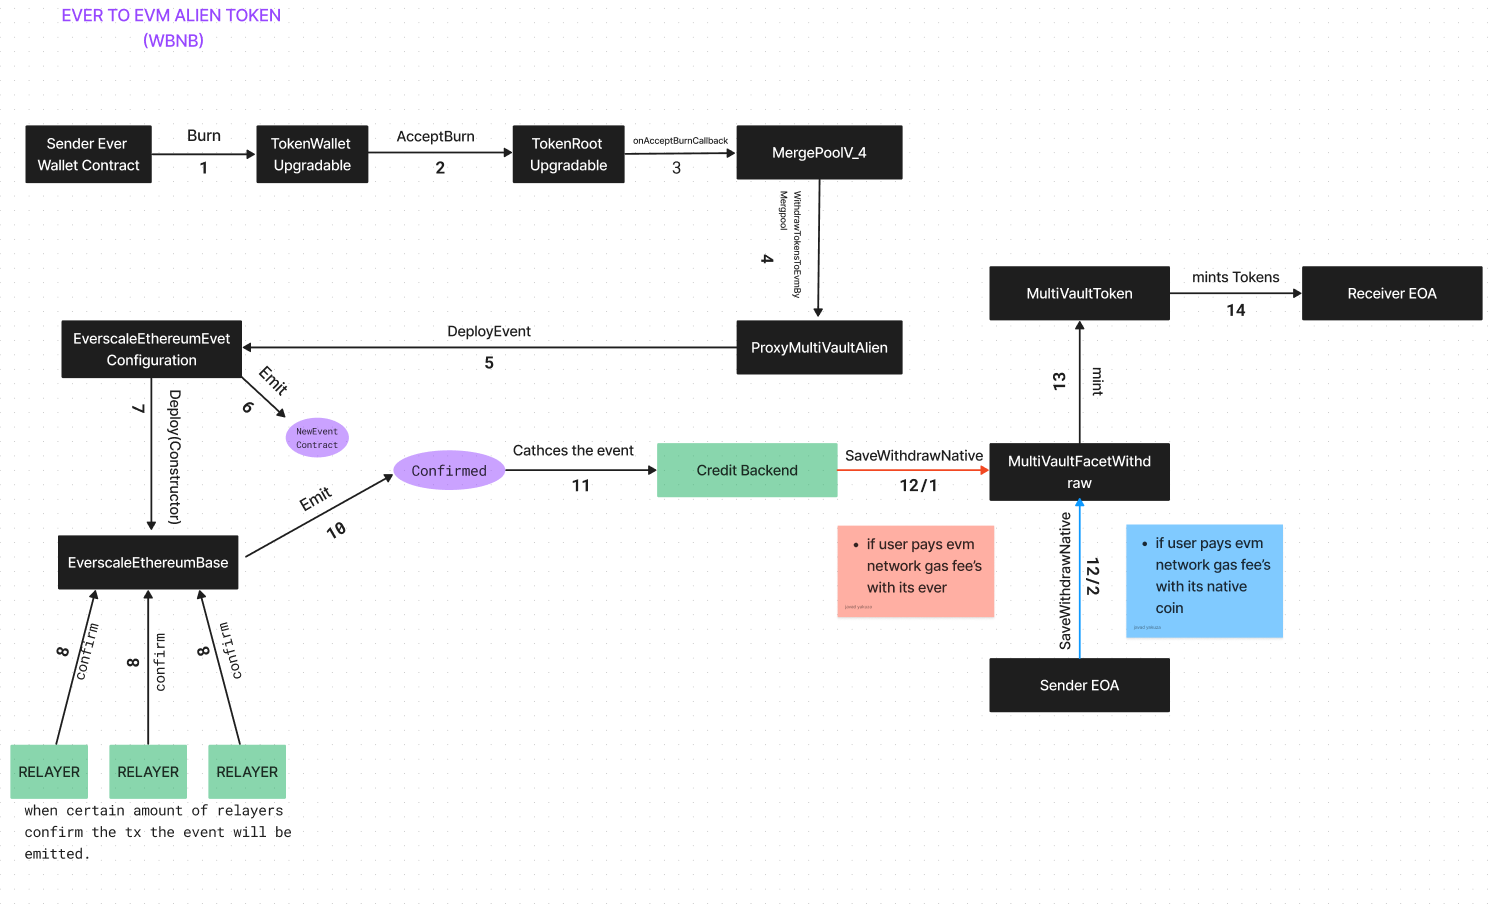 EVER TO EVM ALIEN TOKEN
(WBNB)
Sender Ever
Wallet Contract
Burn
1
TokenWallet
Upgradable
AcceptBurn
2
TokenRoot
Upgradable
onAcceptBurnCallback
3
MergePoolV_4
WithdrawTokensToEvmBy
Mergpool
4
ProxyMultiVaultAlien
DeployEvent
5
EverscaleEthereumEvet
Configuration
Emit
6
NewEvent
Contract
7
Deploy(Constructor)
EverscaleEthereumBase
8
confirm
8
confirm
8
confirm
RELAYER
RELAYER
RELAYER
when certain amount of relayers
confirm the tx the event will be
emitted.
Emit
10
Confirmed
Cathces the event
11
Credit Backend
SaveWithdrawNative
12/1
MultiVaultFacetWithd
raw
• if user pays evm
network gas fee's
with its ever
SaveWithdrawNative
12/2
• if user pays evm
network gas fee's
with its native
coin
Sender EOA
13
mint
MultiVaultToken
mints Tokens
14
Receiver EOA